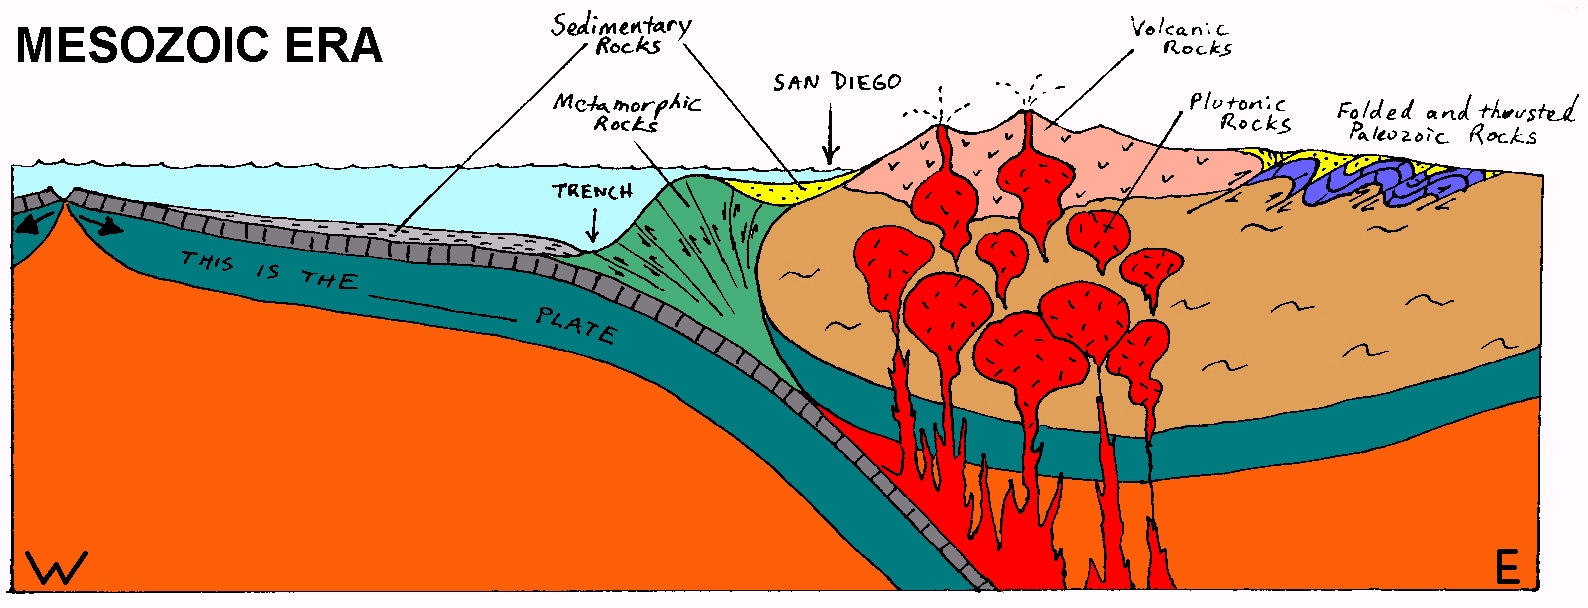 MESOZOIC ERA
Sedimentary
Rocks
Metamorphic
Rocks
SAN DIEGO
Volcanic
Rocks
Plutonic
Rocks
Folded and thrusted
Paleozoic Rocks
TRENCH
THIS IS THE ________ PLATE
W
E